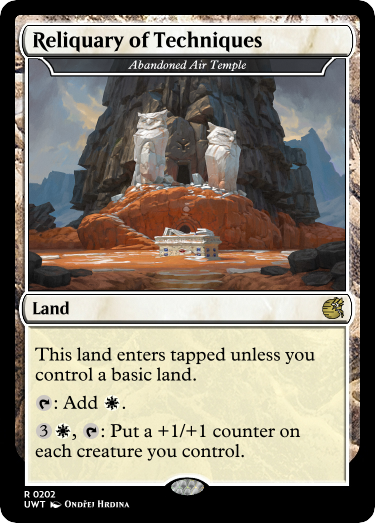 Reliquary of Techniques
Abandoned Air Temple
Land
This land enters tapped unless you
control a basic land.
: Add .
3 , : Put a +1/+1 counter on
each creature you control.
R 0202
UWT Ondřej Hrdina